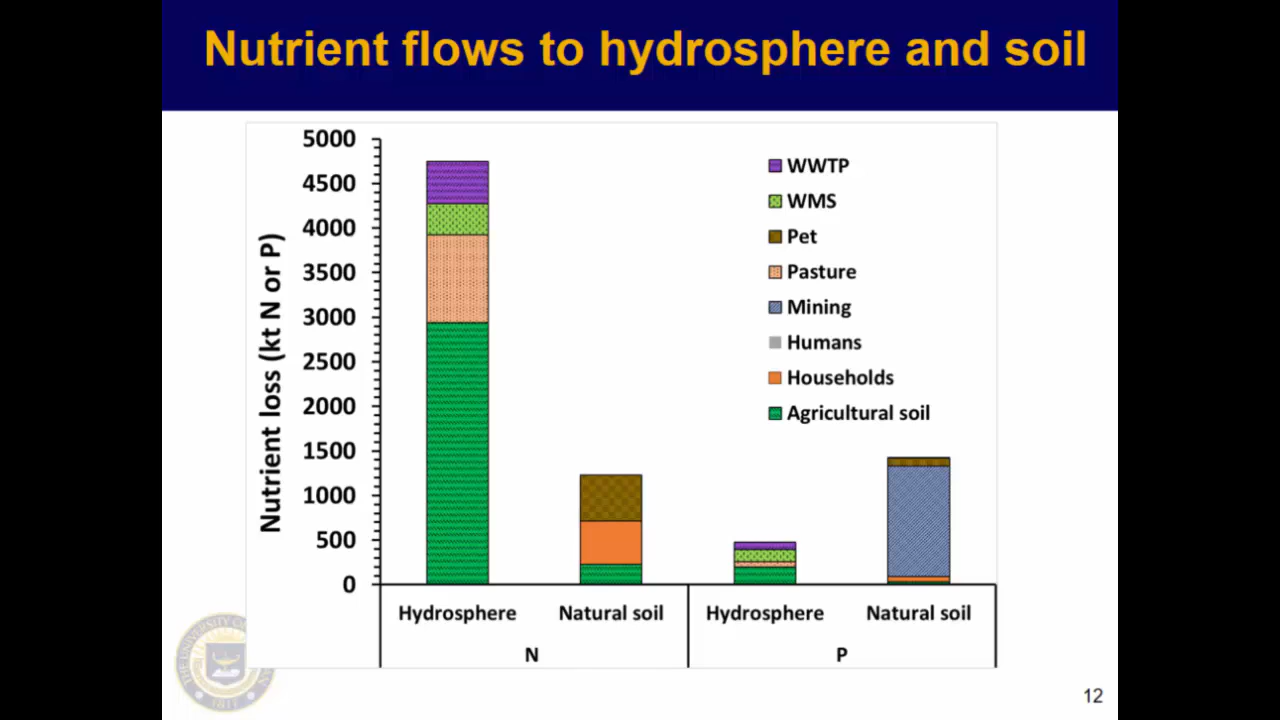 Nutrient flows to hydrosphere and soil
Nutrient loss (kt N or P)
5000
4500
4000
3500
3000
2500
2000
1500
1000
500
0
WWTP
WMS
Pet
Pasture
Mining
Humans
Households
Agricultural soil
Hydrosphere Natural soil Hydrosphere Natural soil
N P
12